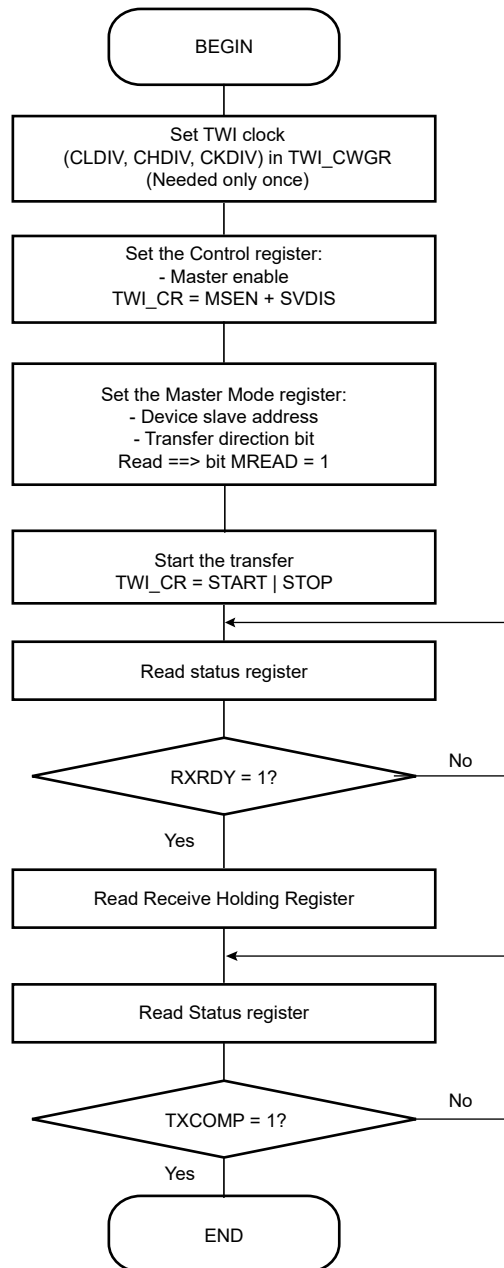 BEGIN
Set TWI clock
(CLDIV, CHDIV, CKDIV) in TWI_CWGR
(Needed only once)
Set the Control register:
- Master enable
TWI_CR = MSEN + SVDIS
Set the Master Mode register:
- Device slave address
- Transfer direction bit
Read ==> bit MREAD = 1
Start the transfer
TWI_CR = START | STOP
Read status register
RXRDY = 1?
No
Yes
Read Receive Holding Register
Read Status register
TXCOMP = 1?
No
Yes
END